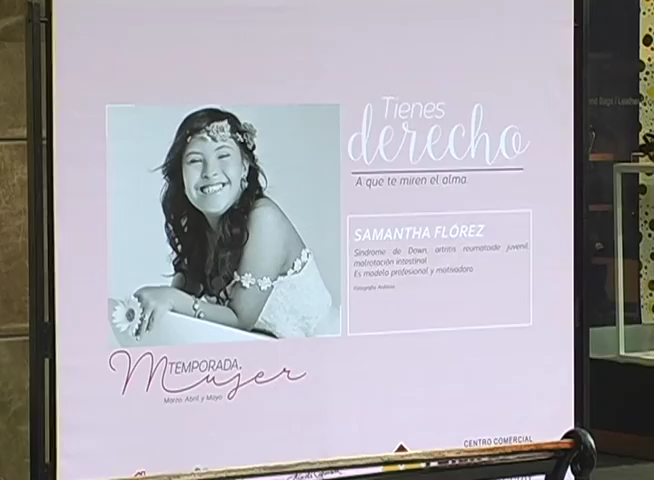 Tienes
derecho
A que te miren el alma.
SAMANTHA FLÓREZ
Síndrome de Down, artritis reumatoide juvenil,
malrotación intestinal
Es modelo profesional y motivadora
TEMPORADA
Mujer
Marzo, Abril y Mayo
CENTRO COMERCIAL